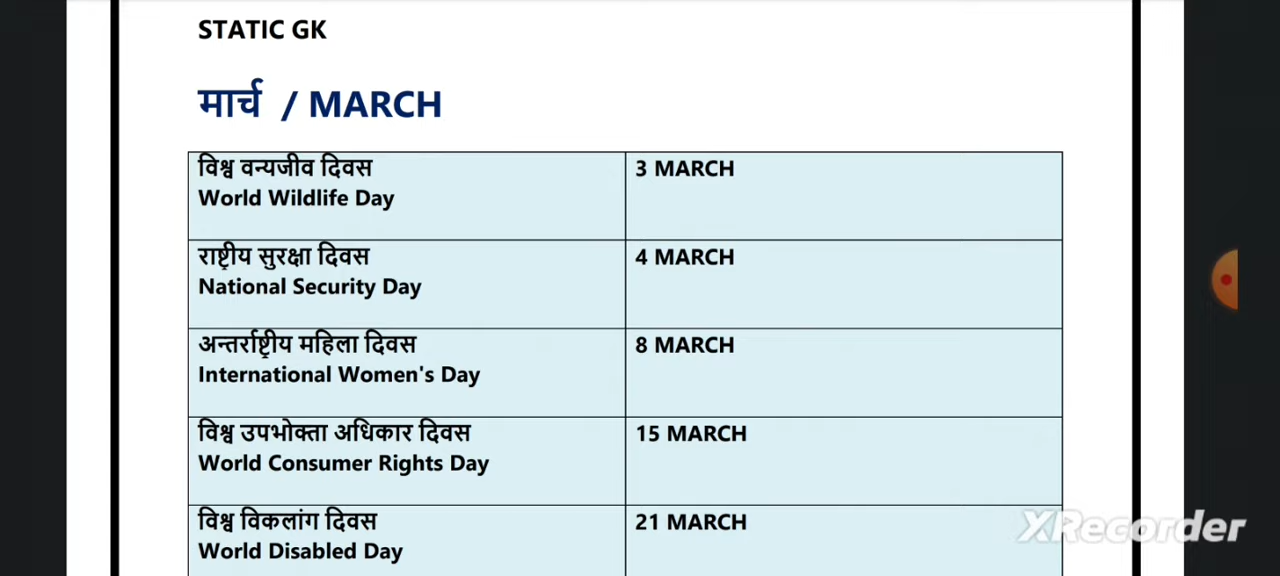 STATIC GK
मार्च / MARCH
विश्व वन्यजीव दिवस
World Wildlife Day
3 MARCH
राष्ट्रीय सुरक्षा दिवस
National Security Day
4 MARCH
अन्तर्राष्ट्रीय महिला दिवस
International Women's Day
8 MARCH
विश्व उपभोक्ता अधिकार दिवस
World Consumer Rights Day
15 MARCH
विश्व विकलांग दिवस
World Disabled Day
21 MARCH
XRecorder